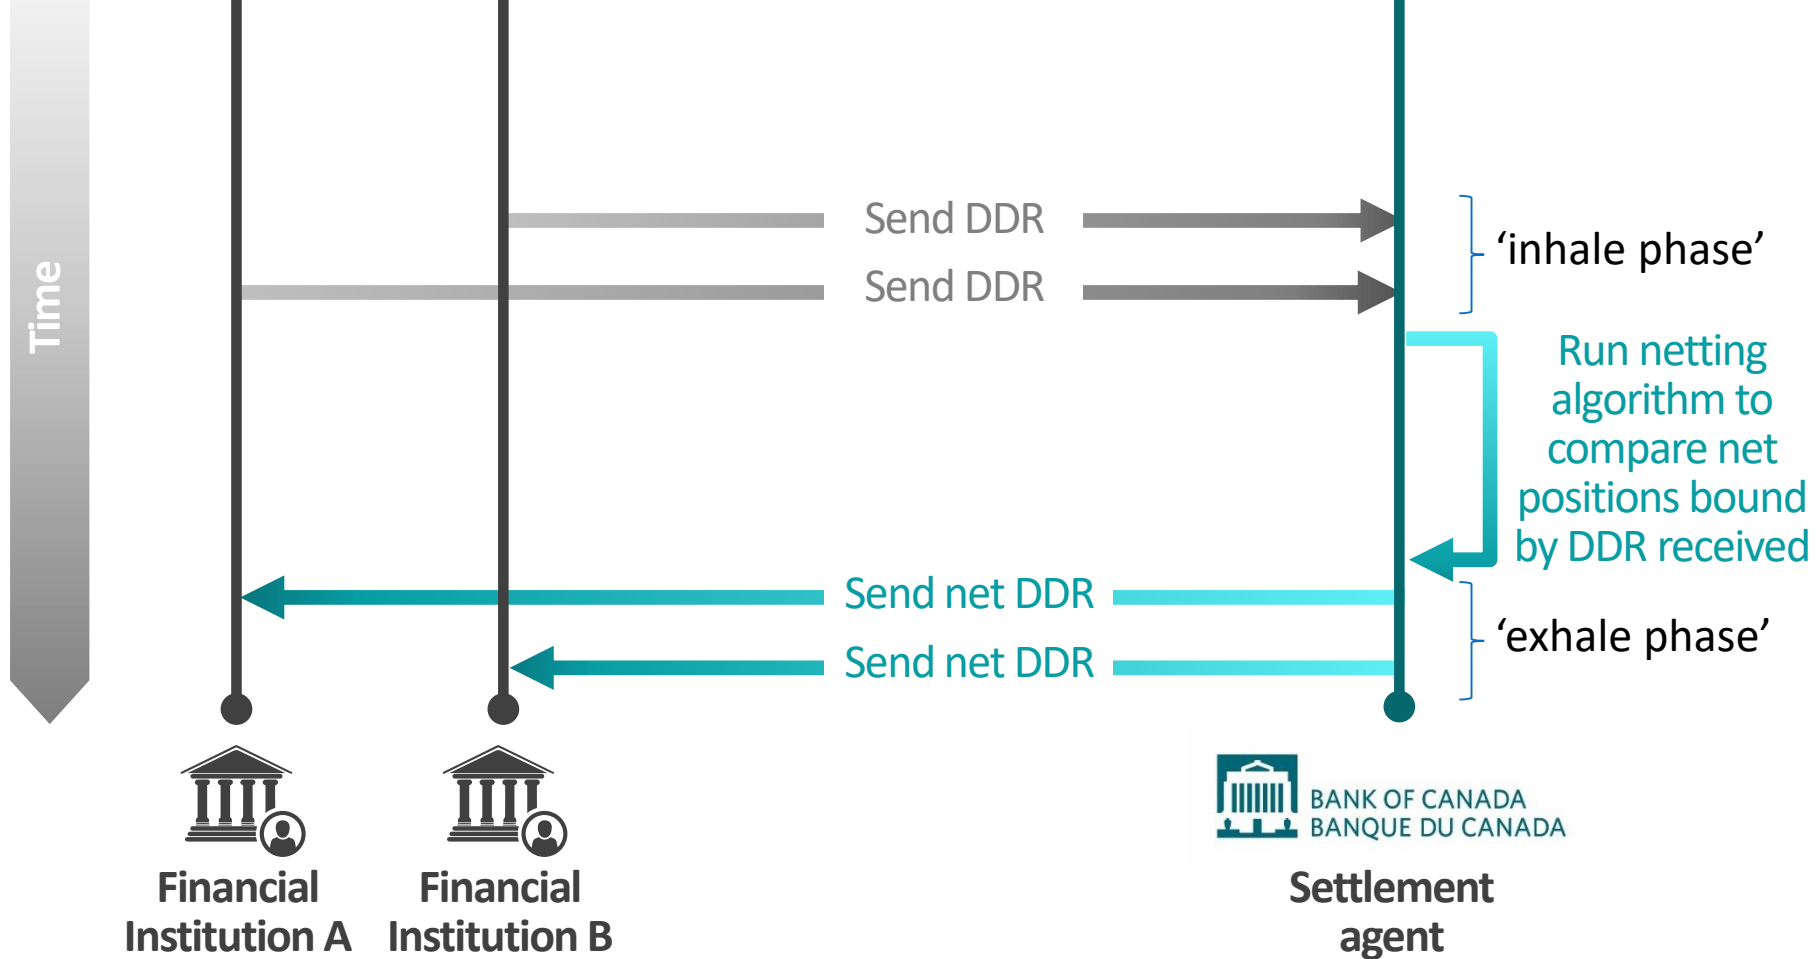 Time
Send DDR
Send DDR
‘inhale phase’
Run netting
algorithm to
compare net
positions bound
by DDR received
Send net DDR
Send net DDR
‘exhale phase’
Financial
Institution A
Financial
Institution B
BANK OF CANADA
BANQUE DU CANADA
Settlement
agent